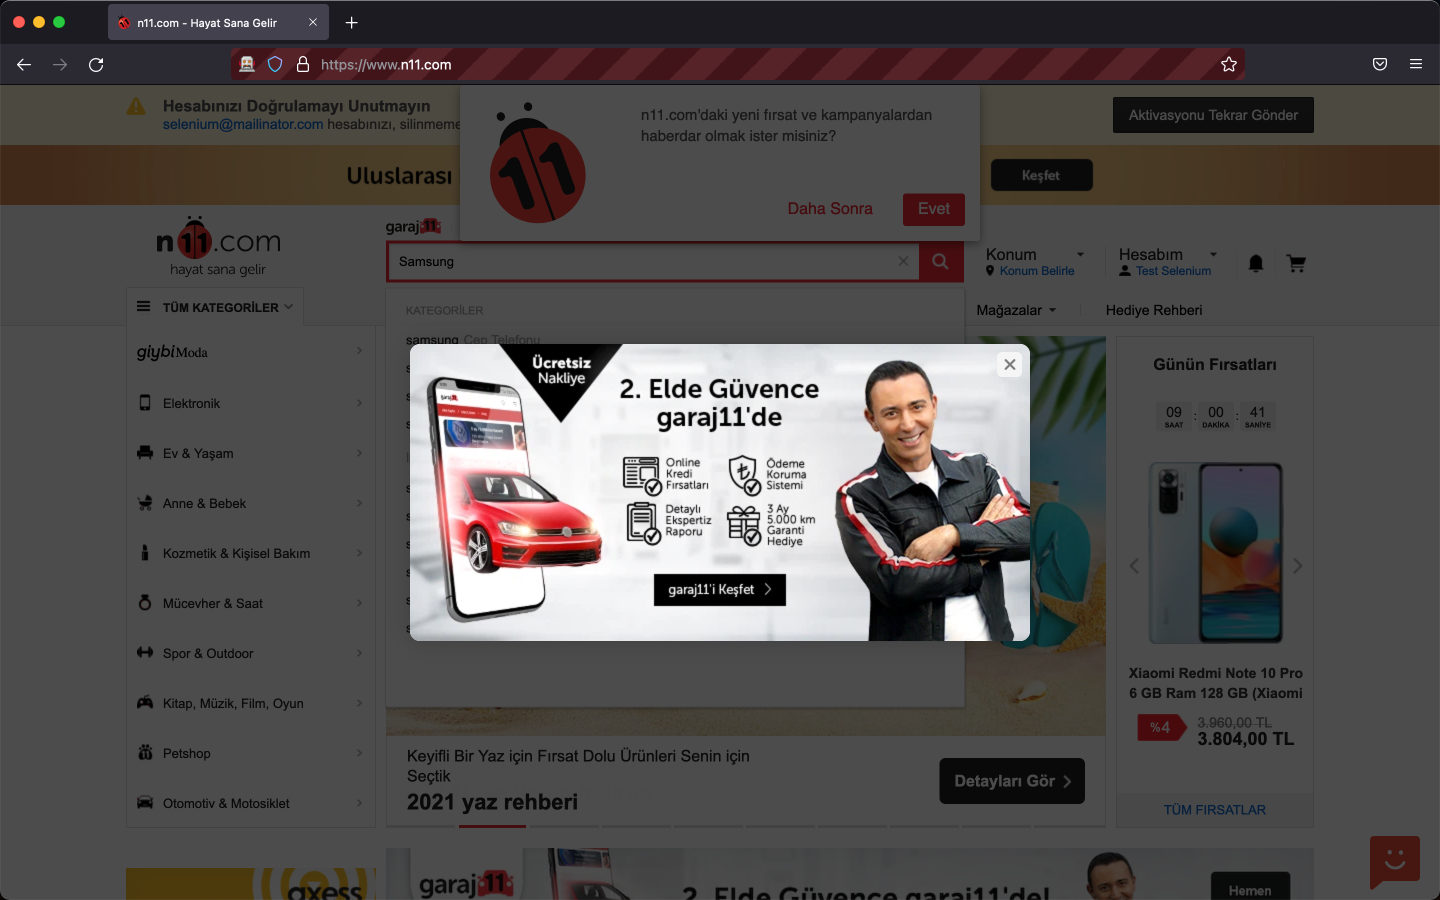 n11.com - Hayat Sana Gelir
https://www.n11.com
Hesabınızı Doğrulamayı Unutmayın
selenium@mailinator.com hesabınızı, silinmeme
n11.com'daki yeni fırsat ve kampanyalardan
haberdar olmak ister misiniz?
Daha Sonra
Evet
11
Aktivasyonu Tekrar Gönder
Uluslarası
Keşfet
n11.com
hayat sana gelir
garaj11
Samsung
Konum
Konum Belirle
Hesabım
Test Selenium
TÜM KATEGORİLER
Mağazalar
Hediye Rehberi
KATEGORİLER
samsung Cep Telefonu
giybiModa
Elektronik
Ev & Yaşam
Anne & Bebek
Kozmetik & Kişisel Bakım
Mücevher & Saat
Spor & Outdoor
Kitap, Müzik, Film, Oyun
Petshop
Otomotiv & Motosiklet
Ücretsiz
Nakliye
garaj11
2. Elde Güvence
garaj11'de
Online
Kredi
Fırsatları
Ödeme
Koruma
Sistemi
Detaylı
Ekspertiz
Raporu
3 Ay
5.000 km
Garanti
Hediye
garaj11'i Keşfet
Günün Fırsatları
09 : 00 : 41
SAAT DAKİKA SANİYE
Xiaomi Redmi Note 10 Pro
6 GB Ram 128 GB (Xiaomi
%4
3.960,00 TL
3.804,00 TL
TÜM FIRSATLAR
Keyifli Bir Yaz için Fırsat Dolu Ürünleri Senin için
Seçtik
2021 yaz rehberi
Detayları Gör
axess
garaj11
2. Elde Güvence garaj11'de!
Hemen